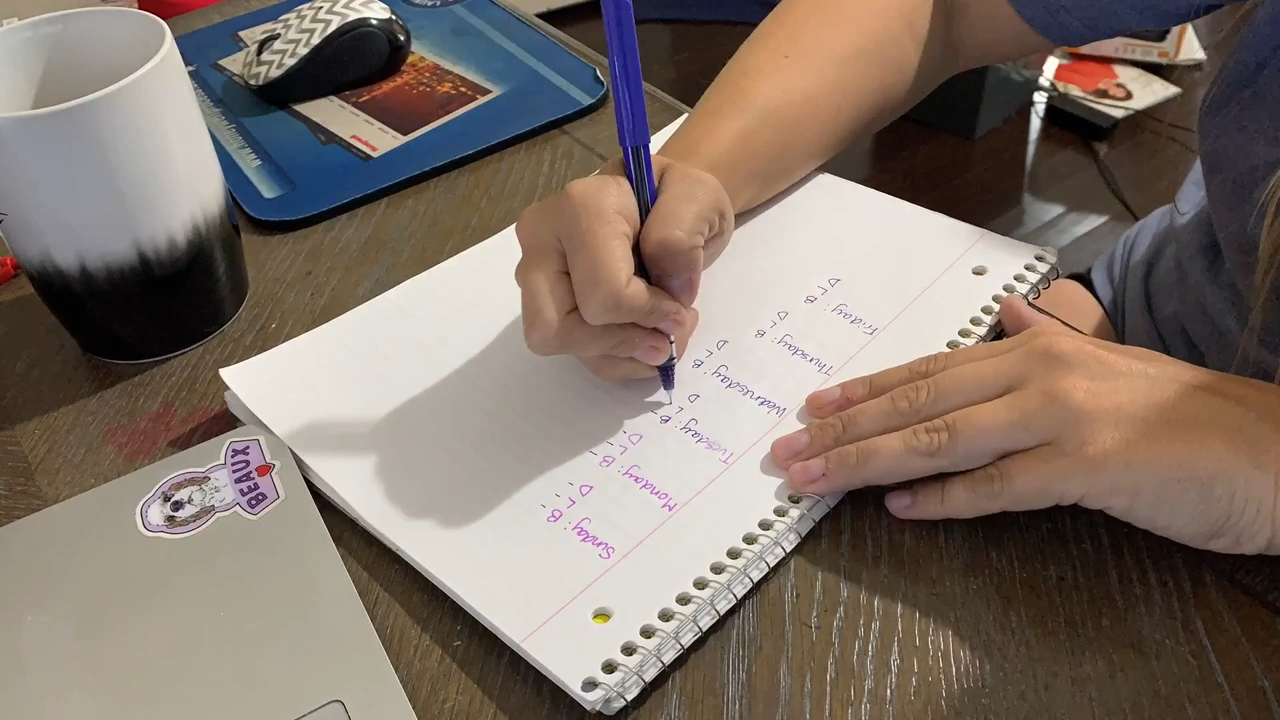 Sunday: B -
L -
D -
Monday: B -
L -
D -
Tuesday: B -
L
D
Wednesday: B
L
D
Thursday: B
L
D
Friday: B
L
D
BEAUX